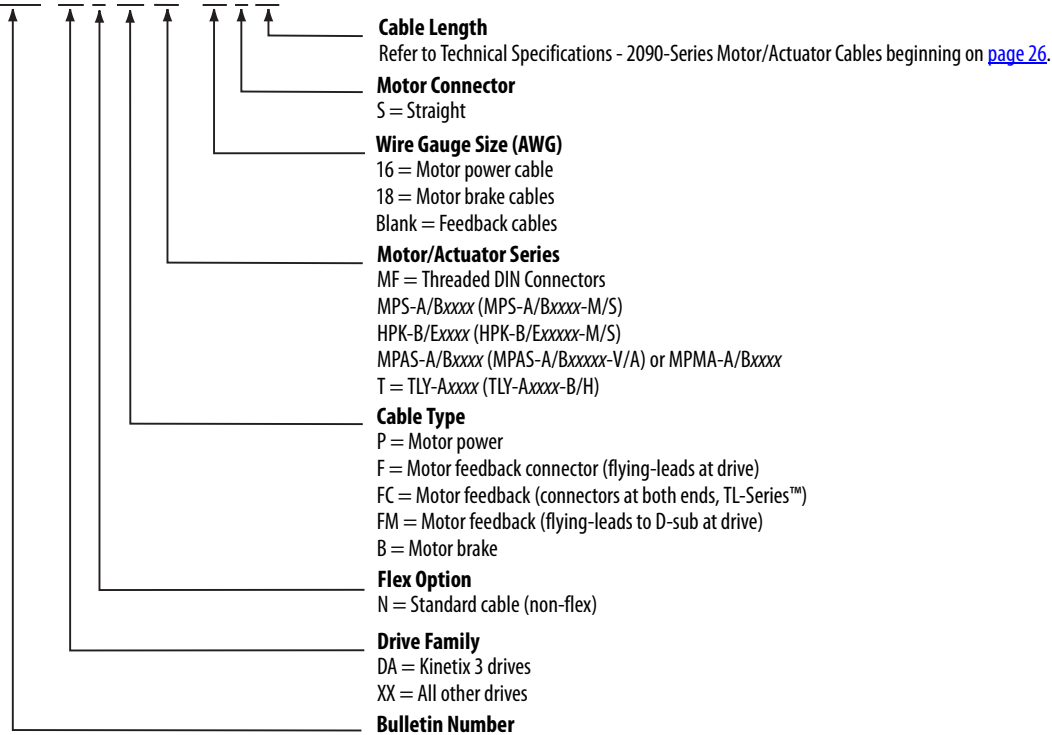 Cable Length
Refer to Technical Specifications - 2090-Series Motor/Actuator Cables beginning on page 26.
Motor Connector
S = Straight
Wire Gauge Size (AWG)
16 = Motor power cable
18 = Motor brake cables
Blank = Feedback cables
Motor/Actuator Series
MF = Threaded DIN Connectors
MPS-A/Bxxxx (MPS-A/Bxxxx-M/S)
HPK-B/Exxxx (HPK-B/Exxxxx-M/S)
MPAS-A/Bxxxx (MPAS-A/Bxxxxx-V/A) or MPMA-A/Bxxxx
T = TLY-Axxxx (TLY-Axxxx-B/H)
Cable Type
P = Motor power
F = Motor feedback connector (flying-leads at drive)
FC = Motor feedback (connectors at both ends, TL-Series™)
FM = Motor feedback (flying-leads to D-sub at drive)
B = Motor brake
Flex Option
N = Standard cable (non-flex)
Drive Family
DA = Kinetix 3 drives
XX = All other drives
Bulletin Number